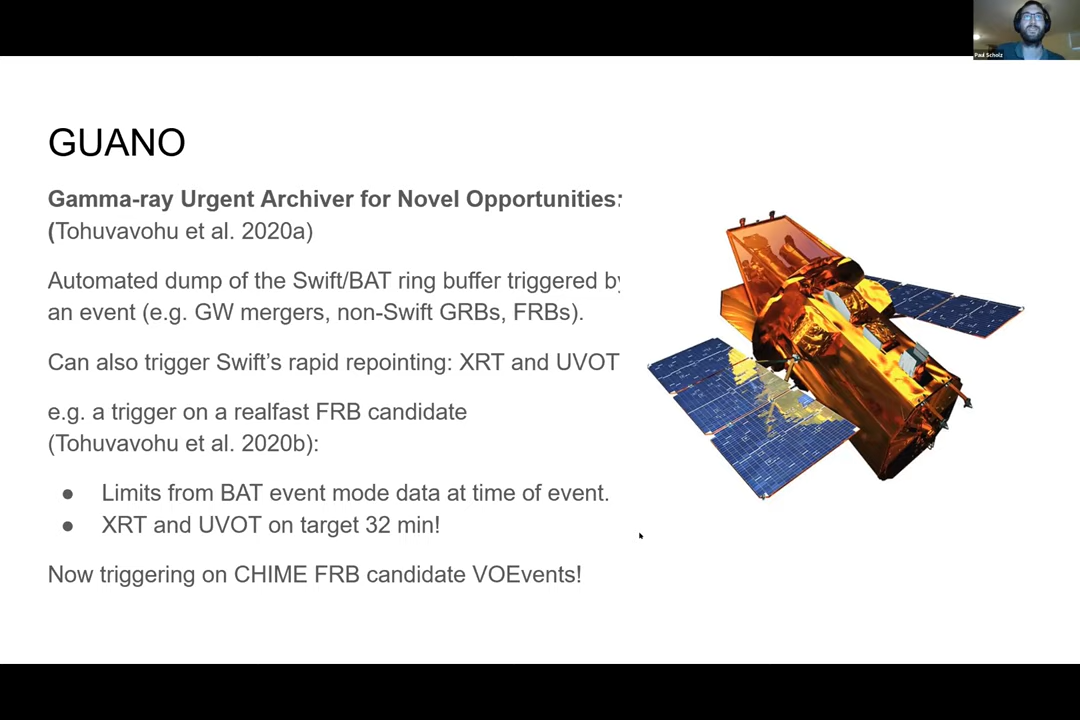 Paul Scholz
GUANO
Gamma-ray Urgent Archiver for Novel Opportunities:
(Tohuvavohu et al. 2020a)
Automated dump of the Swift/BAT ring buffer triggered by
an event (e.g. GW mergers, non-Swift GRBs, FRBs).
Can also trigger Swift’s rapid repointing: XRT and UVOT
e.g. a trigger on a realfast FRB candidate
(Tohuvavohu et al. 2020b):
● Limits from BAT event mode data at time of event.
● XRT and UVOT on target 32 min!
Now triggering on CHIME FRB candidate VOEvents!